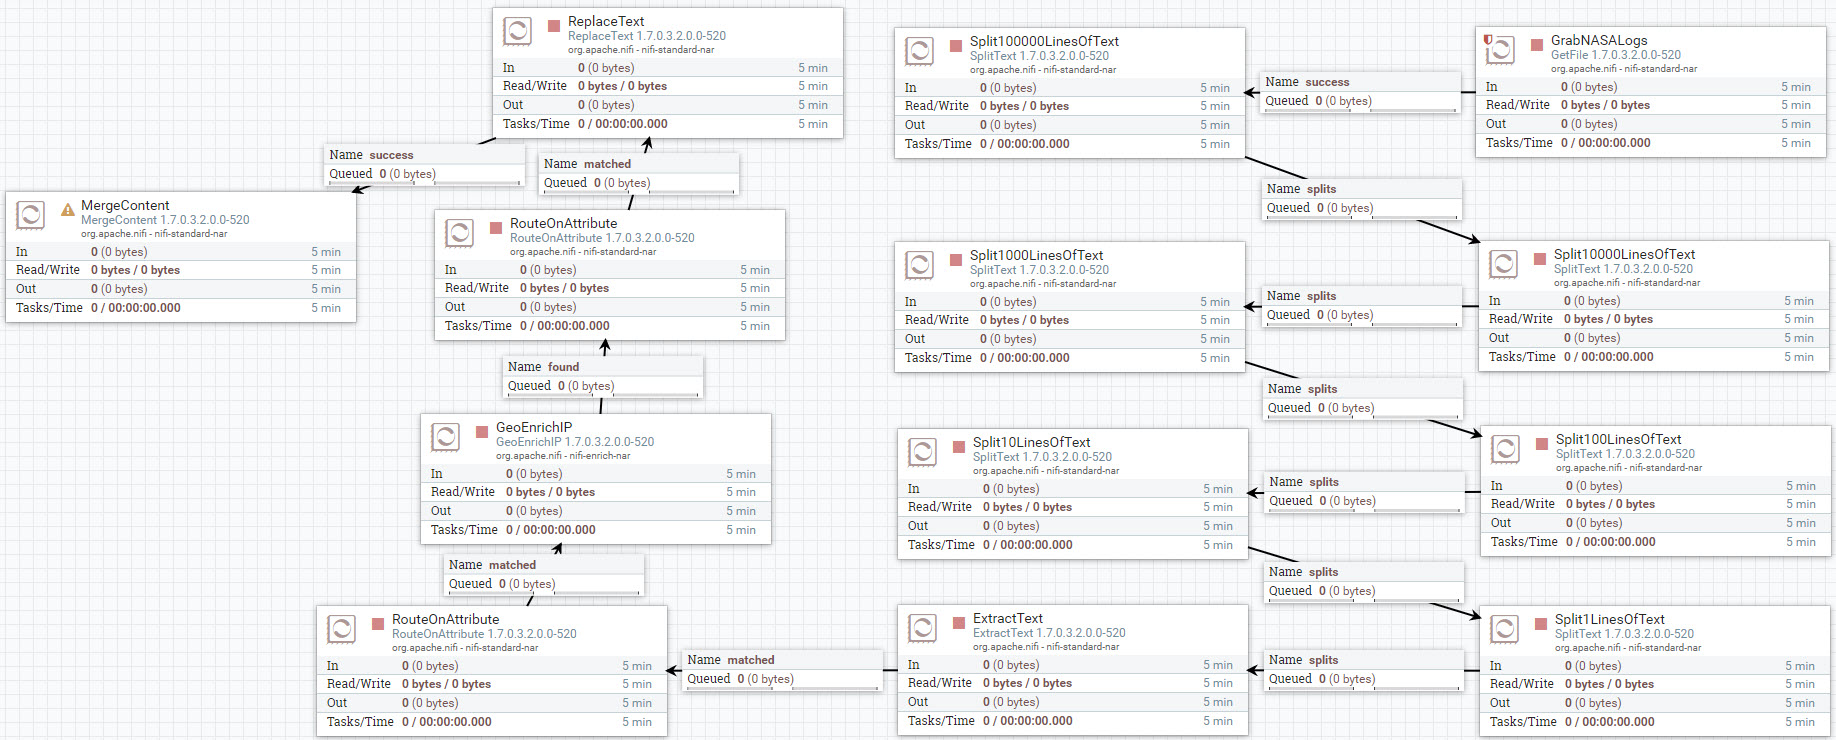 ReplaceText
ReplaceText 1.7.0.3.2.0.0-520
org.apache.nifi - nifi-standard-nar
In 0 (0 bytes) 5 min
Read/Write 0 bytes / 0 bytes 5 min
Out 0 (0 bytes) 5 min
Tasks/Time 0 / 00:00:00.000 5 min
Name success
Queued 0 (0 bytes)
Name matched
Queued 0 (0 bytes)
MergeContent
MergeContent 1.7.0.3.2.0.0-520
org.apache.nifi - nifi-standard-nar
In 0 (0 bytes) 5 min
Read/Write 0 bytes / 0 bytes 5 min
Out 0 (0 bytes) 5 min
Tasks/Time 0 / 00:00:00.000 5 min
RouteOnAttribute
RouteOnAttribute 1.7.0.3.2.0.0-520
org.apache.nifi - nifi-standard-nar
In 0 (0 bytes) 5 min
Read/Write 0 bytes / 0 bytes 5 min
Out 0 (0 bytes) 5 min
Tasks/Time 0 / 00:00:00.000 5 min
Name found
Queued 0 (0 bytes)
GeoEnrichIP
GeoEnrichIP 1.7.0.3.2.0.0-520
org.apache.nifi - nifi-enrich-nar
In 0 (0 bytes) 5 min
Read/Write 0 bytes / 0 bytes 5 min
Out 0 (0 bytes) 5 min
Tasks/Time 0 / 00:00:00.000 5 min
Name matched
Queued 0 (0 bytes)
RouteOnAttribute
RouteOnAttribute 1.7.0.3.2.0.0-520
org.apache.nifi - nifi-standard-nar
In 0 (0 bytes) 5 min
Read/Write 0 bytes / 0 bytes 5 min
Out 0 (0 bytes) 5 min
Tasks/Time 0 / 00:00:00.000 5 min
Name matched
Queued 0 (0 bytes)
Split100000LinesOfText
SplitText 1.7.0.3.2.0.0-520
org.apache.nifi - nifi-standard-nar
In 0 (0 bytes) 5 min
Read/Write 0 bytes / 0 bytes 5 min
Out 0 (0 bytes) 5 min
Tasks/Time 0 / 00:00:00.000 5 min
Name success
Queued 0 (0 bytes)
GrabNASALogs
GetFile 1.7.0.3.2.0.0-520
org.apache.nifi - nifi-standard-nar
In 0 (0 bytes) 5 min
Read/Write 0 bytes / 0 bytes 5 min
Out 0 (0 bytes) 5 min
Tasks/Time 0 / 00:00:00.000 5 min
Name splits
Queued 0 (0 bytes)
Split1000LinesOfText
SplitText 1.7.0.3.2.0.0-520
org.apache.nifi - nifi-standard-nar
In 0 (0 bytes) 5 min
Read/Write 0 bytes / 0 bytes 5 min
Out 0 (0 bytes) 5 min
Tasks/Time 0 / 00:00:00.000 5 min
Name splits
Queued 0 (0 bytes)
Split10000LinesOfText
SplitText 1.7.0.3.2.0.0-520
org.apache.nifi - nifi-standard-nar
In 0 (0 bytes) 5 min
Read/Write 0 bytes / 0 bytes 5 min
Out 0 (0 bytes) 5 min
Tasks/Time 0 / 00:00:00.000 5 min
Name splits
Queued 0 (0 bytes)
Split10LinesOfText
SplitText 1.7.0.3.2.0.0-520
org.apache.nifi - nifi-standard-nar
In 0 (0 bytes) 5 min
Read/Write 0 bytes / 0 bytes 5 min
Out 0 (0 bytes) 5 min
Tasks/Time 0 / 00:00:00.000 5 min
Name splits
Queued 0 (0 bytes)
Split100LinesOfText
SplitText 1.7.0.3.2.0.0-520
org.apache.nifi - nifi-standard-nar
In 0 (0 bytes) 5 min
Read/Write 0 bytes / 0 bytes 5 min
Out 0 (0 bytes) 5 min
Tasks/Time 0 / 00:00:00.000 5 min
Name splits
Queued 0 (0 bytes)
ExtractText
ExtractText 1.7.0.3.2.0.0-520
org.apache.nifi - nifi-standard-nar
In 0 (0 bytes) 5 min
Read/Write 0 bytes / 0 bytes 5 min
Out 0 (0 bytes) 5 min
Tasks/Time 0 / 00:00:00.000 5 min
Name splits
Queued 0 (0 bytes)
Split1LinesOfText
SplitText 1.7.0.3.2.0.0-520
org.apache.nifi - nifi-standard-nar
In 0 (0 bytes) 5 min
Read/Write 0 bytes / 0 bytes 5 min
Out 0 (0 bytes) 5 min
Tasks/Time 0 / 00:00:00.000 5 min